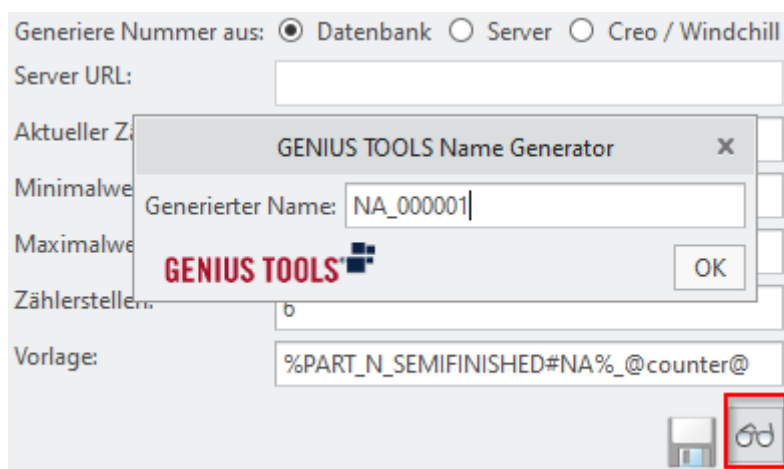 Generiere Nummer aus: Datenbank Server Creo / Windchill
Server URL:
Aktueller
GENIUS TOOLS Name Generator x
Minimalwe
Generierter Name: NA_000001
Maximalwe
GENIUS TOOLS
OK
Zählerstellen:
6
Vorlage: %PART_N_SEMIFINISHED#NA%_@counter@